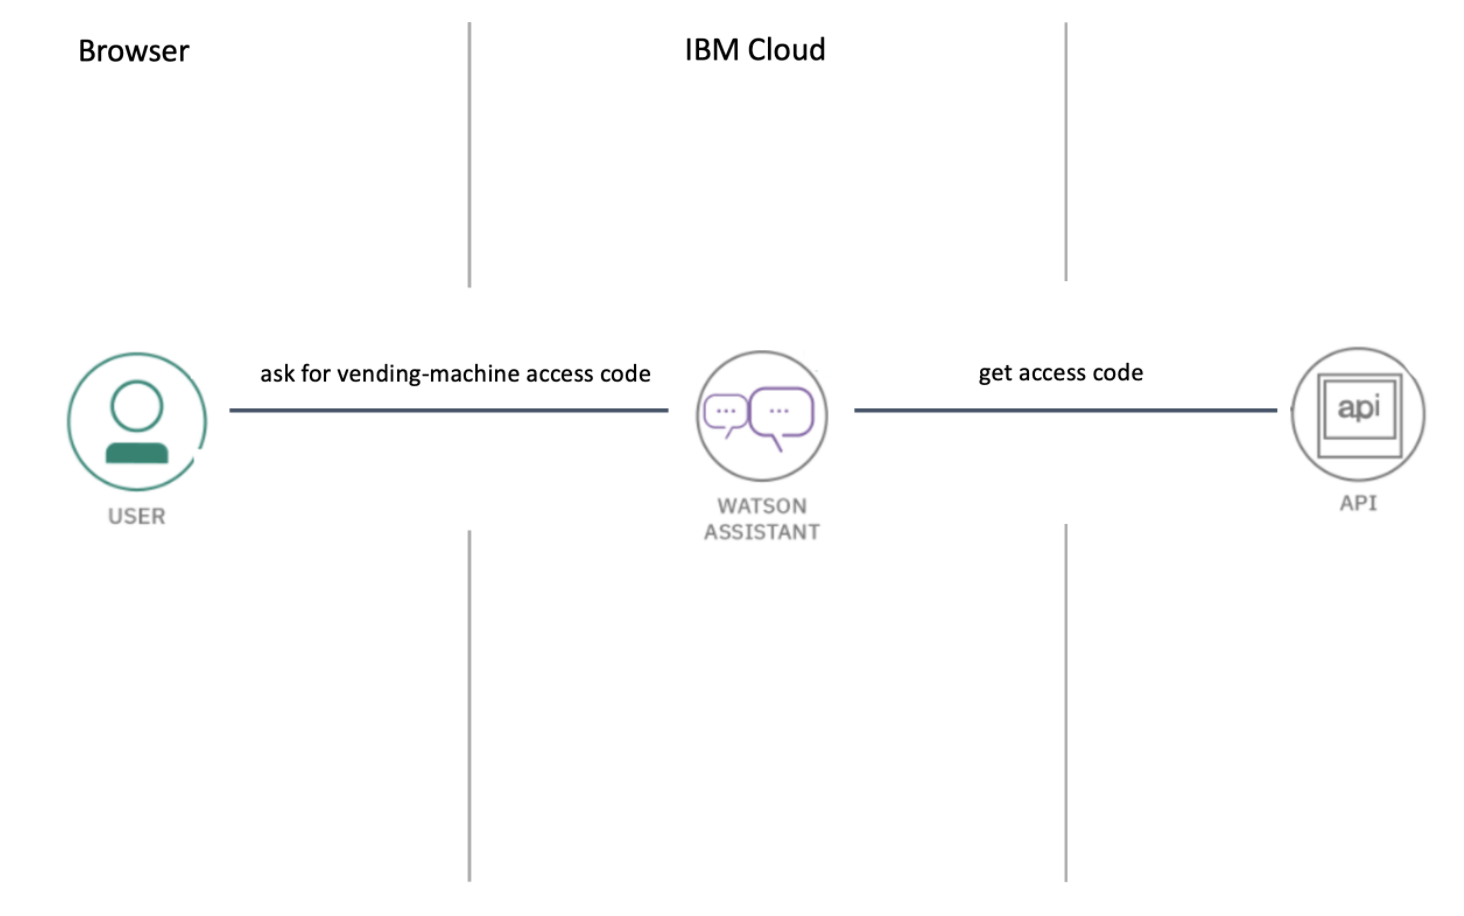 Browser
IBM Cloud
ask for vending-machine access code
get access code
api
USER
WATSON
ASSISTANT
API